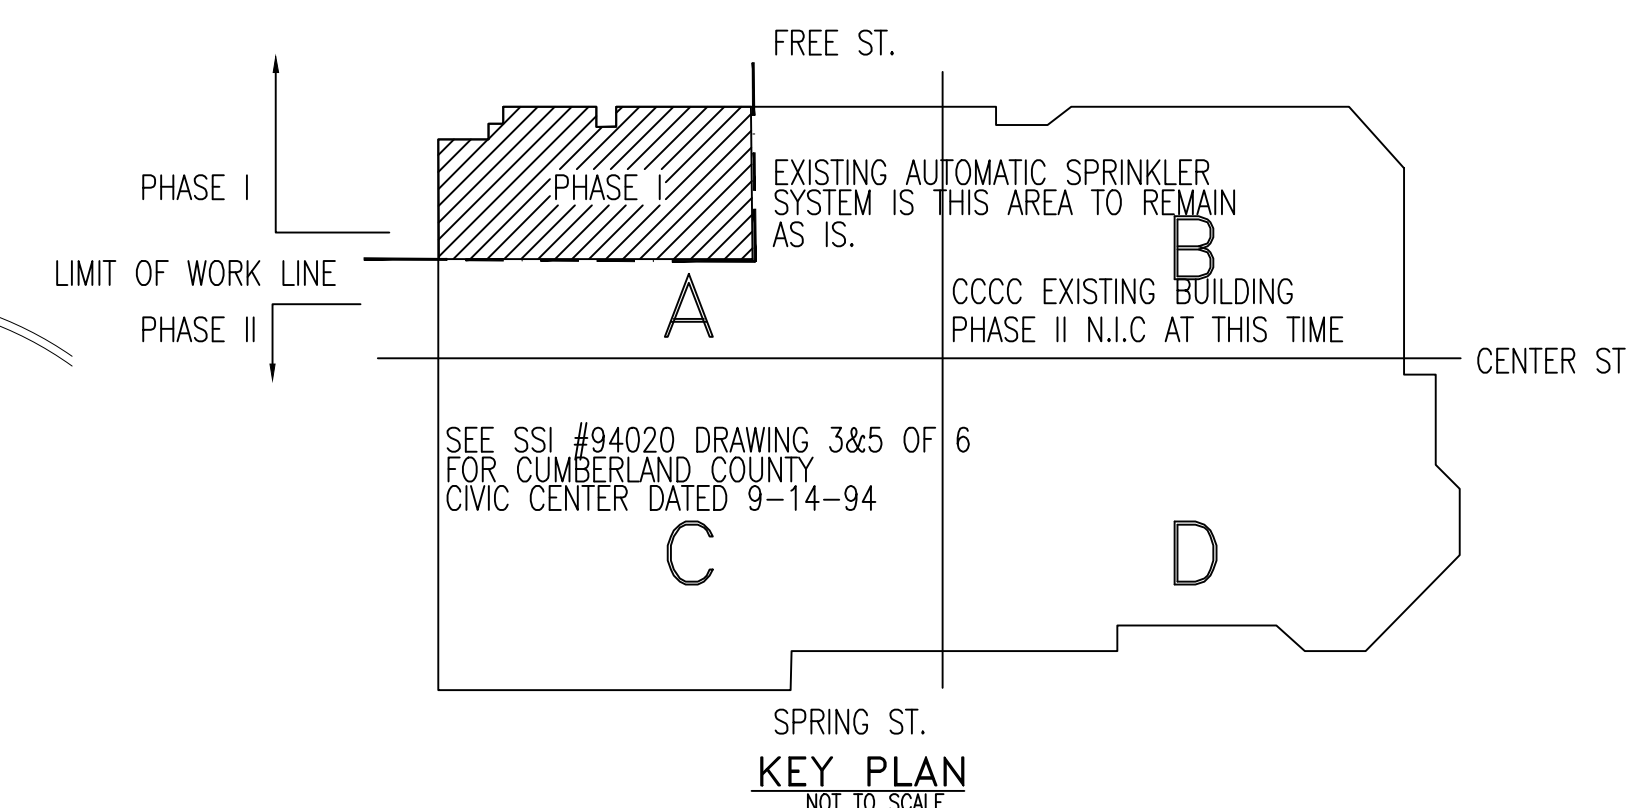 FREE ST.
PHASE I
PHASE I
EXISTING AUTOMATIC SPRINKLER
SYSTEM IS THIS AREA TO REMAIN
AS IS.
B
LIMIT OF WORK LINE
A
CCCC EXISTING BUILDING
PHASE II N.I.C AT THIS TIME
PHASE II
CENTER ST
SEE SSI #94020 DRAWING 3&5 OF 6
FOR CUMBERLAND COUNTY
CIVIC CENTER DATED 9-14-94
C
D
SPRING ST.
KEY PLAN
NOT TO SCALE